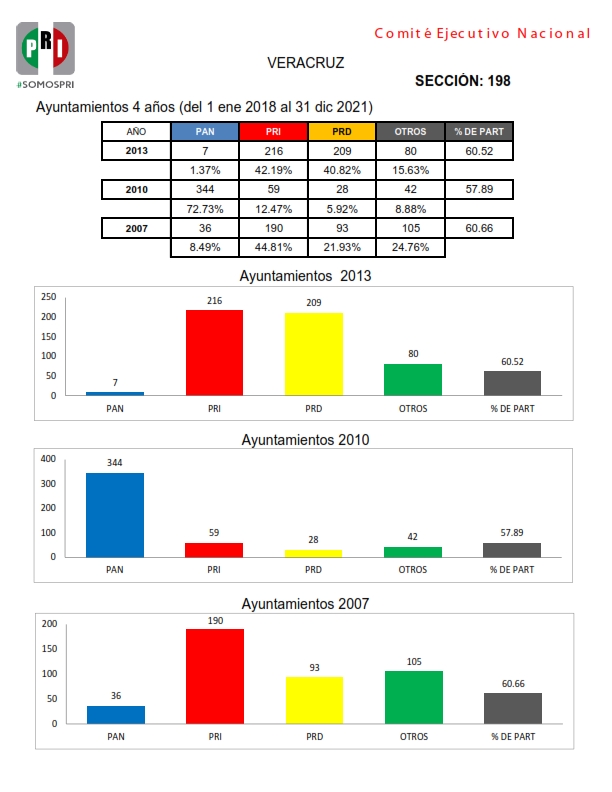 Comité Ejecutivo Nacional
PRI
#SOMOSPRI
VERACRUZ
SECCIÓN: 198
Ayuntamientos 4 años (del 1 ene 2018 al 31 dic 2021)
AÑO PAN PRI PRD OTROS % DE PART
2013 7 216 209 80 60.52
1.37% 42.19% 40.82% 15.63%
2010 344 59 28 42 57.89
72.73% 12.47% 5.92% 8.88%
2007 36 190 93 105 60.66
8.49% 44.81% 21.93% 24.76%
Ayuntamientos 2013
250
200
150
100
50
0
7 216 209 80 60.52
PAN PRI PRD OTROS % DE PART
Ayuntamientos 2010
400
300
200
100
0
344 59 28 42 57.89
PAN PRI PRD OTROS % DE PART
Ayuntamientos 2007
200
150
100
50
0
36 190 93 105 60.66
PAN PRI PRD OTROS % DE PART